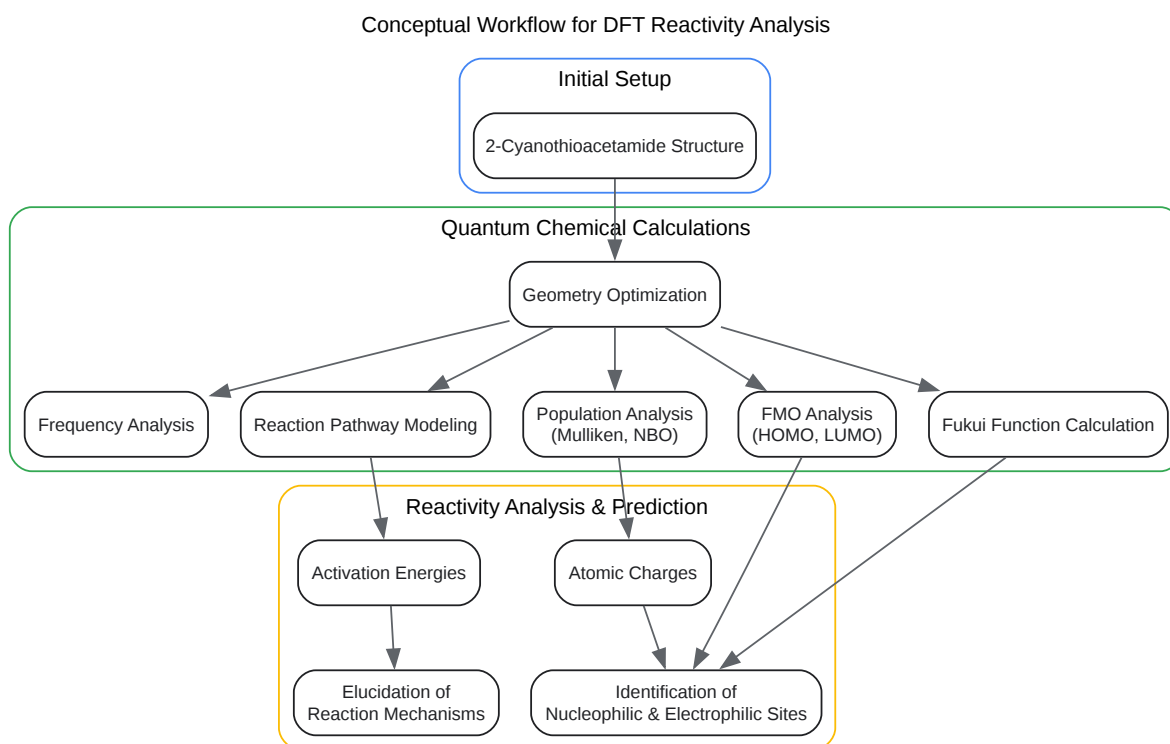 Conceptual Workflow for DFT Reactivity Analysis
Initial Setup
2-Cyanothioacetamide Structure
Quantum Chemical Calculations
Geometry Optimization
Frequency Analysis
Reaction Pathway Modeling
Population Analysis
(Mulliken, NBO)
FMO Analysis
(HOMO, LUMO)
Fukui Function Calculation
Reactivity Analysis & Prediction
Activation Energies
Atomic Charges
Elucidation of
Reaction Mechanisms
Identification of
Nucleophilic & Electrophilic Sites